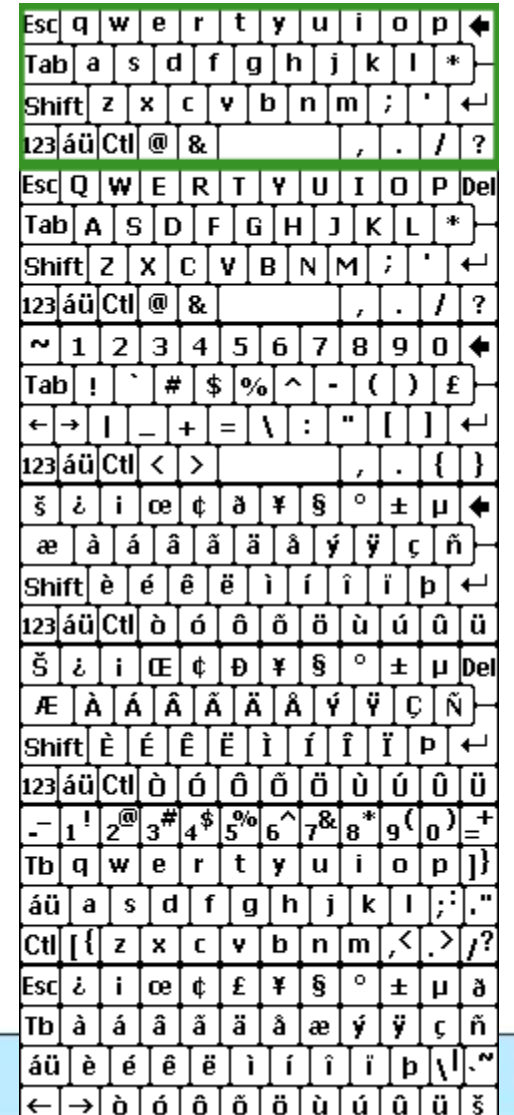 Esc q w e r t y u i o p ←
Tab a s d f g h j k l *
Shift z x c v b n m ; ' ↵
123 áü Ctl @ & , . / ?
Esc Q W E R T Y U I O P Del
Tab A S D F G H J K L *
Shift Z X C V B N M ; ' ↵
123 áü Ctl @ & , . / ?
~ 1 2 3 4 5 6 7 8 9 0 ←
Tab ! ` # $ % ^ - ( ) £
← → | _ + = \ : " [ ] ↵
123 áü Ctl < > , . { }
š ¿ ¡ œ ¢ ð ¥ § ° ± µ ←
æ à á â ã ä å ý ÿ ç ñ
Shift è é ê ë ì í î ï þ ↵
123 áü Ctl ò ó ô õ ö ù ú û ü
Š ¿ ¡ Œ ¢ Ð ¥ § ° ± µ Del
Æ À Á Â Ã Ä Å Ý Ÿ Ç Ñ
Shift È É Ê Ë Ì Í Î Ï Þ ↵
123 áü Ctl Ò Ó Ô Õ Ö Ù Ú Û Ü
-_ 1! 2@ 3# 4$ 5% 6^ 7& 8* 9( 0) =+
Tb q w e r t y u i o p ]}
áü a s d f g h j k l ;: '"
Ctl [{ z x c v b n m ,< .> /?
Esc ¿ ¡ œ ¢ £ ¥ § ° ± µ ð
Tb à á â ã ä å æ ý ÿ ç ñ
áü è é ê ë ì í î ï þ \| `~
← → ò ó ô õ ö ù ú û ü š